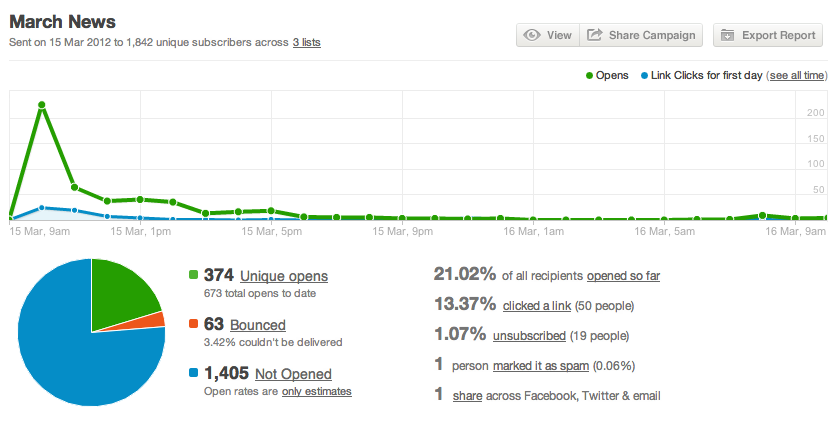 March News
Sent on 15 Mar 2012 to 1,842 unique subscribers across 3 lists
View
Share Campaign
Export Report
Opens
Link Clicks for first day (see all time)
200
150
100
50
15 Mar, 9am
15 Mar, 1pm
15 Mar, 5pm
15 Mar, 9pm
16 Mar, 1am
16 Mar, 5am
16 Mar, 9am
374 Unique opens
673 total opens to date
63 Bounced
3.42% couldn't be delivered
1,405 Not Opened
Open rates are only estimates
21.02% of all recipients opened so far
13.37% clicked a link (50 people)
1.07% unsubscribed (19 people)
1 person marked it as spam (0.06%)
1 share across Facebook, Twitter & email